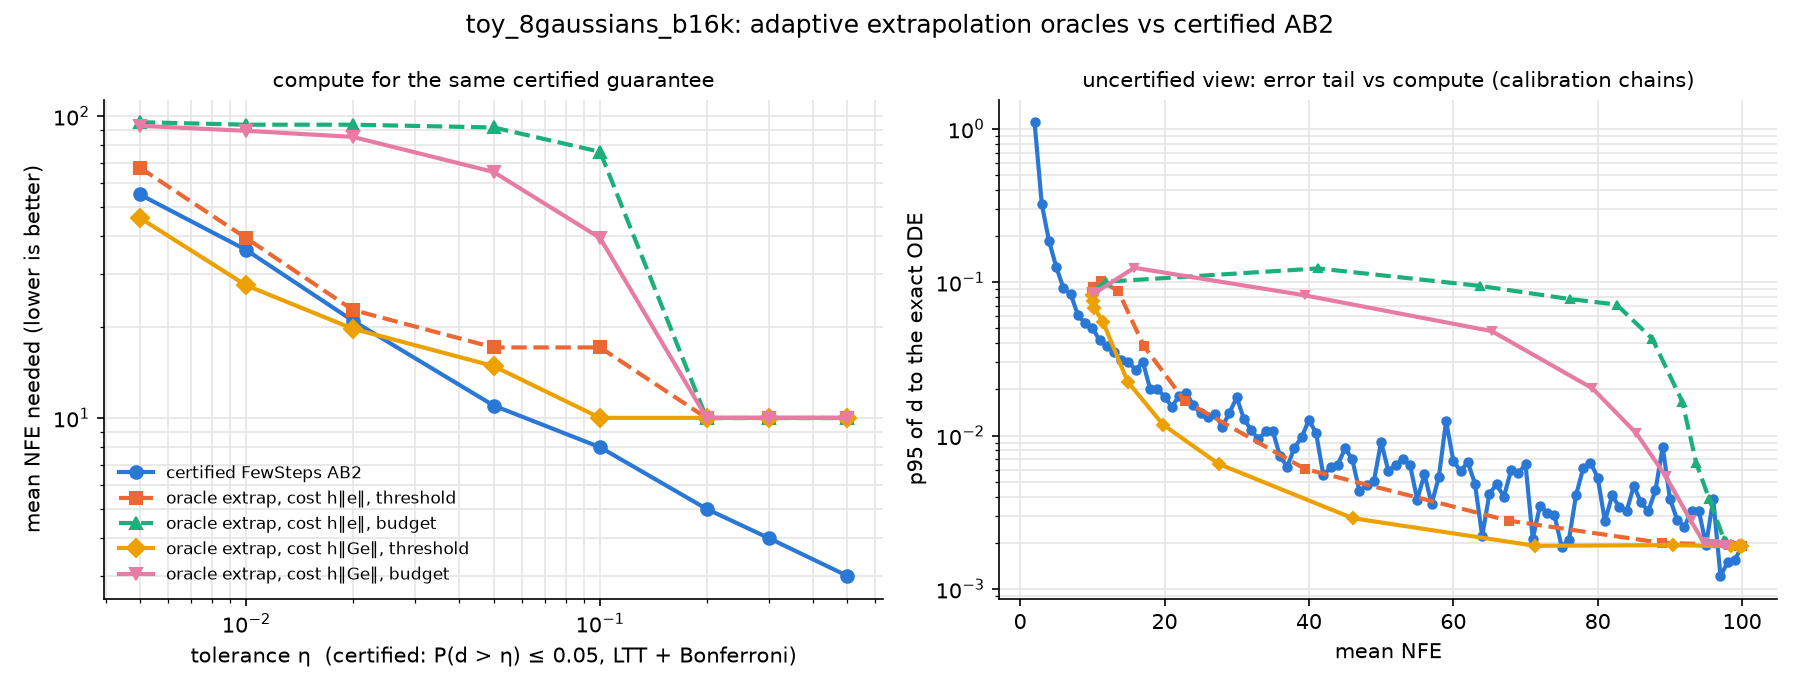 toy_8gaussians_b16k: adaptive extrapolation oracles vs certified AB2
compute for the same certified guarantee
mean NFE needed (lower is better)
10²
10¹
certified FewSteps AB2
oracle extrap, cost h‖e‖, threshold
oracle extrap, cost h‖e‖, budget
oracle extrap, cost h‖Ge‖, threshold
oracle extrap, cost h‖Ge‖, budget
10⁻²
10⁻¹
tolerance η (certified: P(d > η) ≤ 0.05, LTT + Bonferroni)
uncertified view: error tail vs compute (calibration chains)
p95 of d to the exact ODE
10⁰
10⁻¹
10⁻²
10⁻³
0
20
40
60
80
100
mean NFE